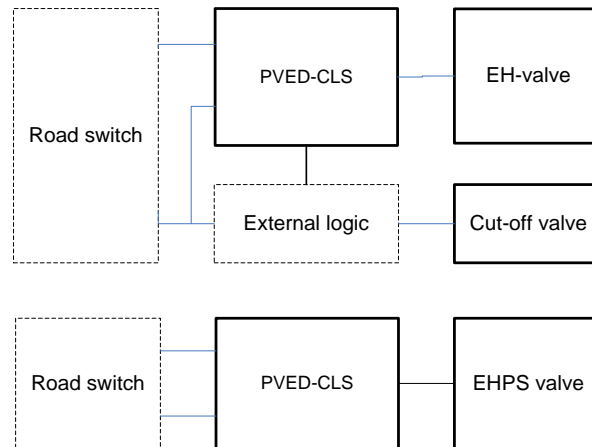 PVED-CLS
EH-valve
Road switch
External logic
Cut-off valve
Road switch
PVED-CLS
EHPS valve